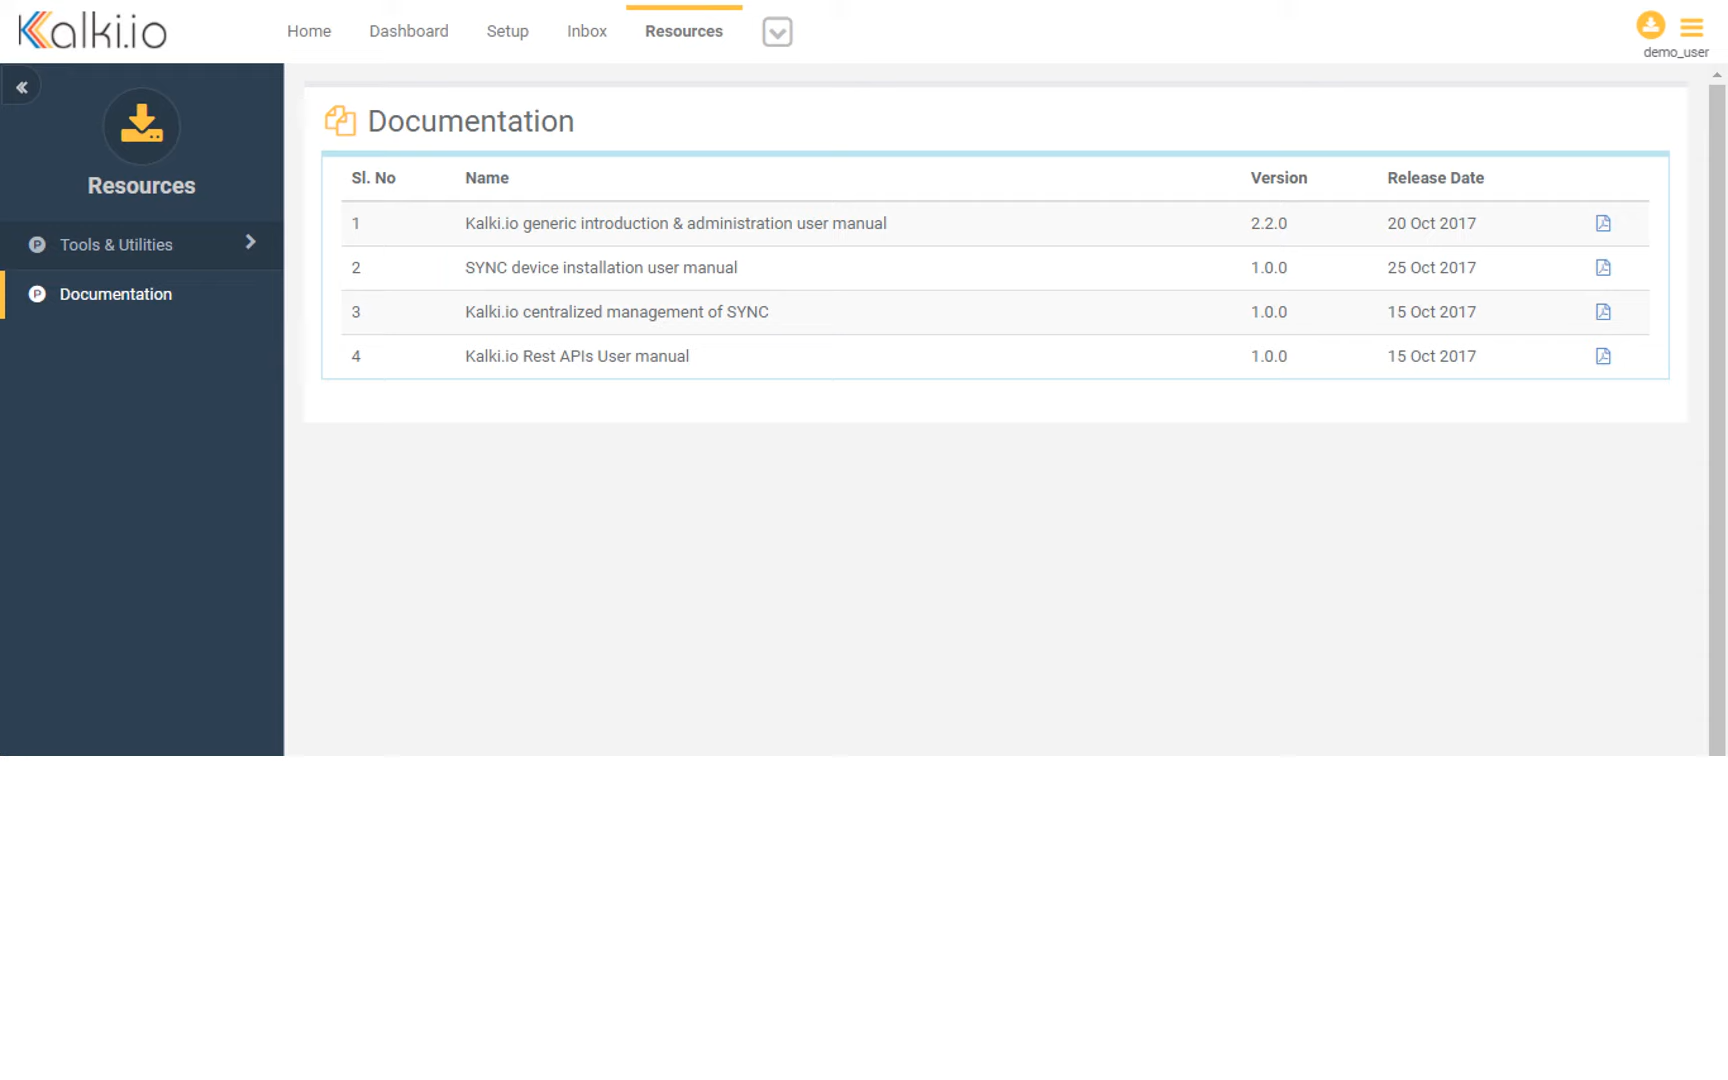 Kalki.io
Home Dashboard Setup Inbox Resources
demo_user
Resources
P Tools & Utilities
P Documentation
Documentation
Sl. No Name Version Release Date
1 Kalki.io generic introduction & administration user manual 2.2.0 20 Oct 2017
2 SYNC device installation user manual 1.0.0 25 Oct 2017
3 Kalki.io centralized management of SYNC 1.0.0 15 Oct 2017
4 Kalki.io Rest APIs User manual 1.0.0 15 Oct 2017